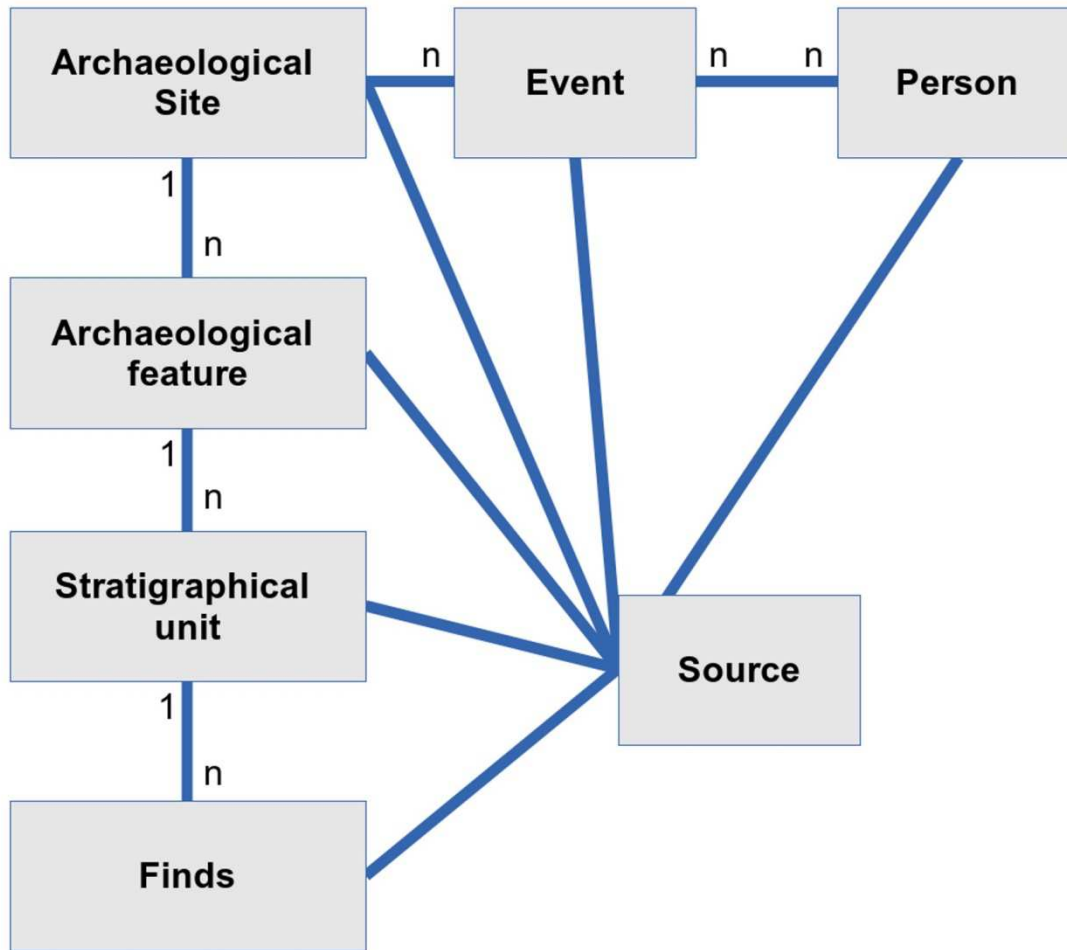 Archaeological
Site
n
Event
n
n
Person
1
n
Archaeological
feature
1
n
Stratigraphical
unit
1
n
Source
Finds